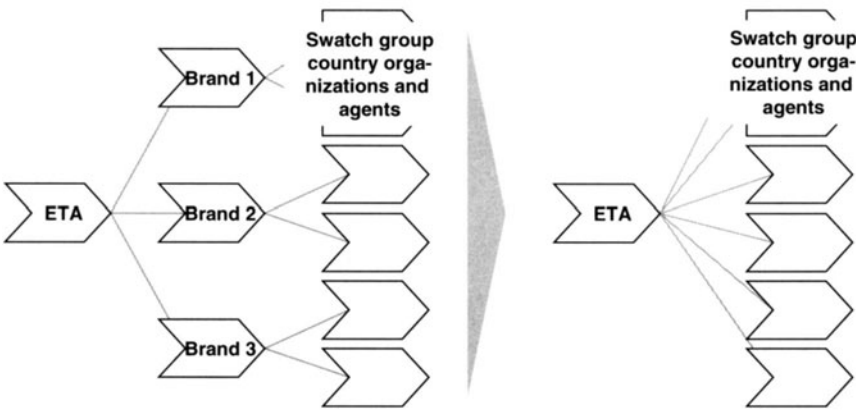 Swatch group
country orga-
nizations and
agents
Brand 1
ETA
Brand 2
Brand 3
Swatch group
country orga-
nizations and
agents
ETA